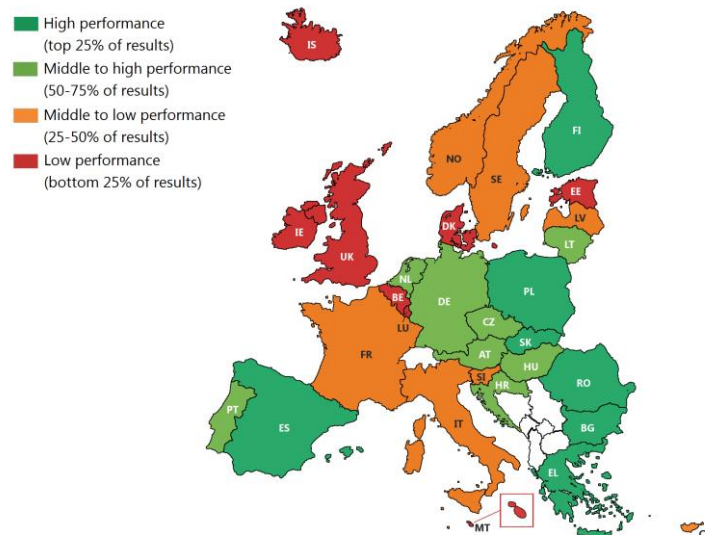 High performance
(top 25% of results)
Middle to high performance
(50-75% of results)
Middle to low performance
(25-50% of results)
Low performance
(bottom 25% of results)
IS
FI
NO
SE
EE
LV
LT
DK
IE
UK
NL
BE
DE
PL
LU
CZ
SK
FR
AT
HU
SI
HR
RO
PT
ES
IT
BG
EL
MT